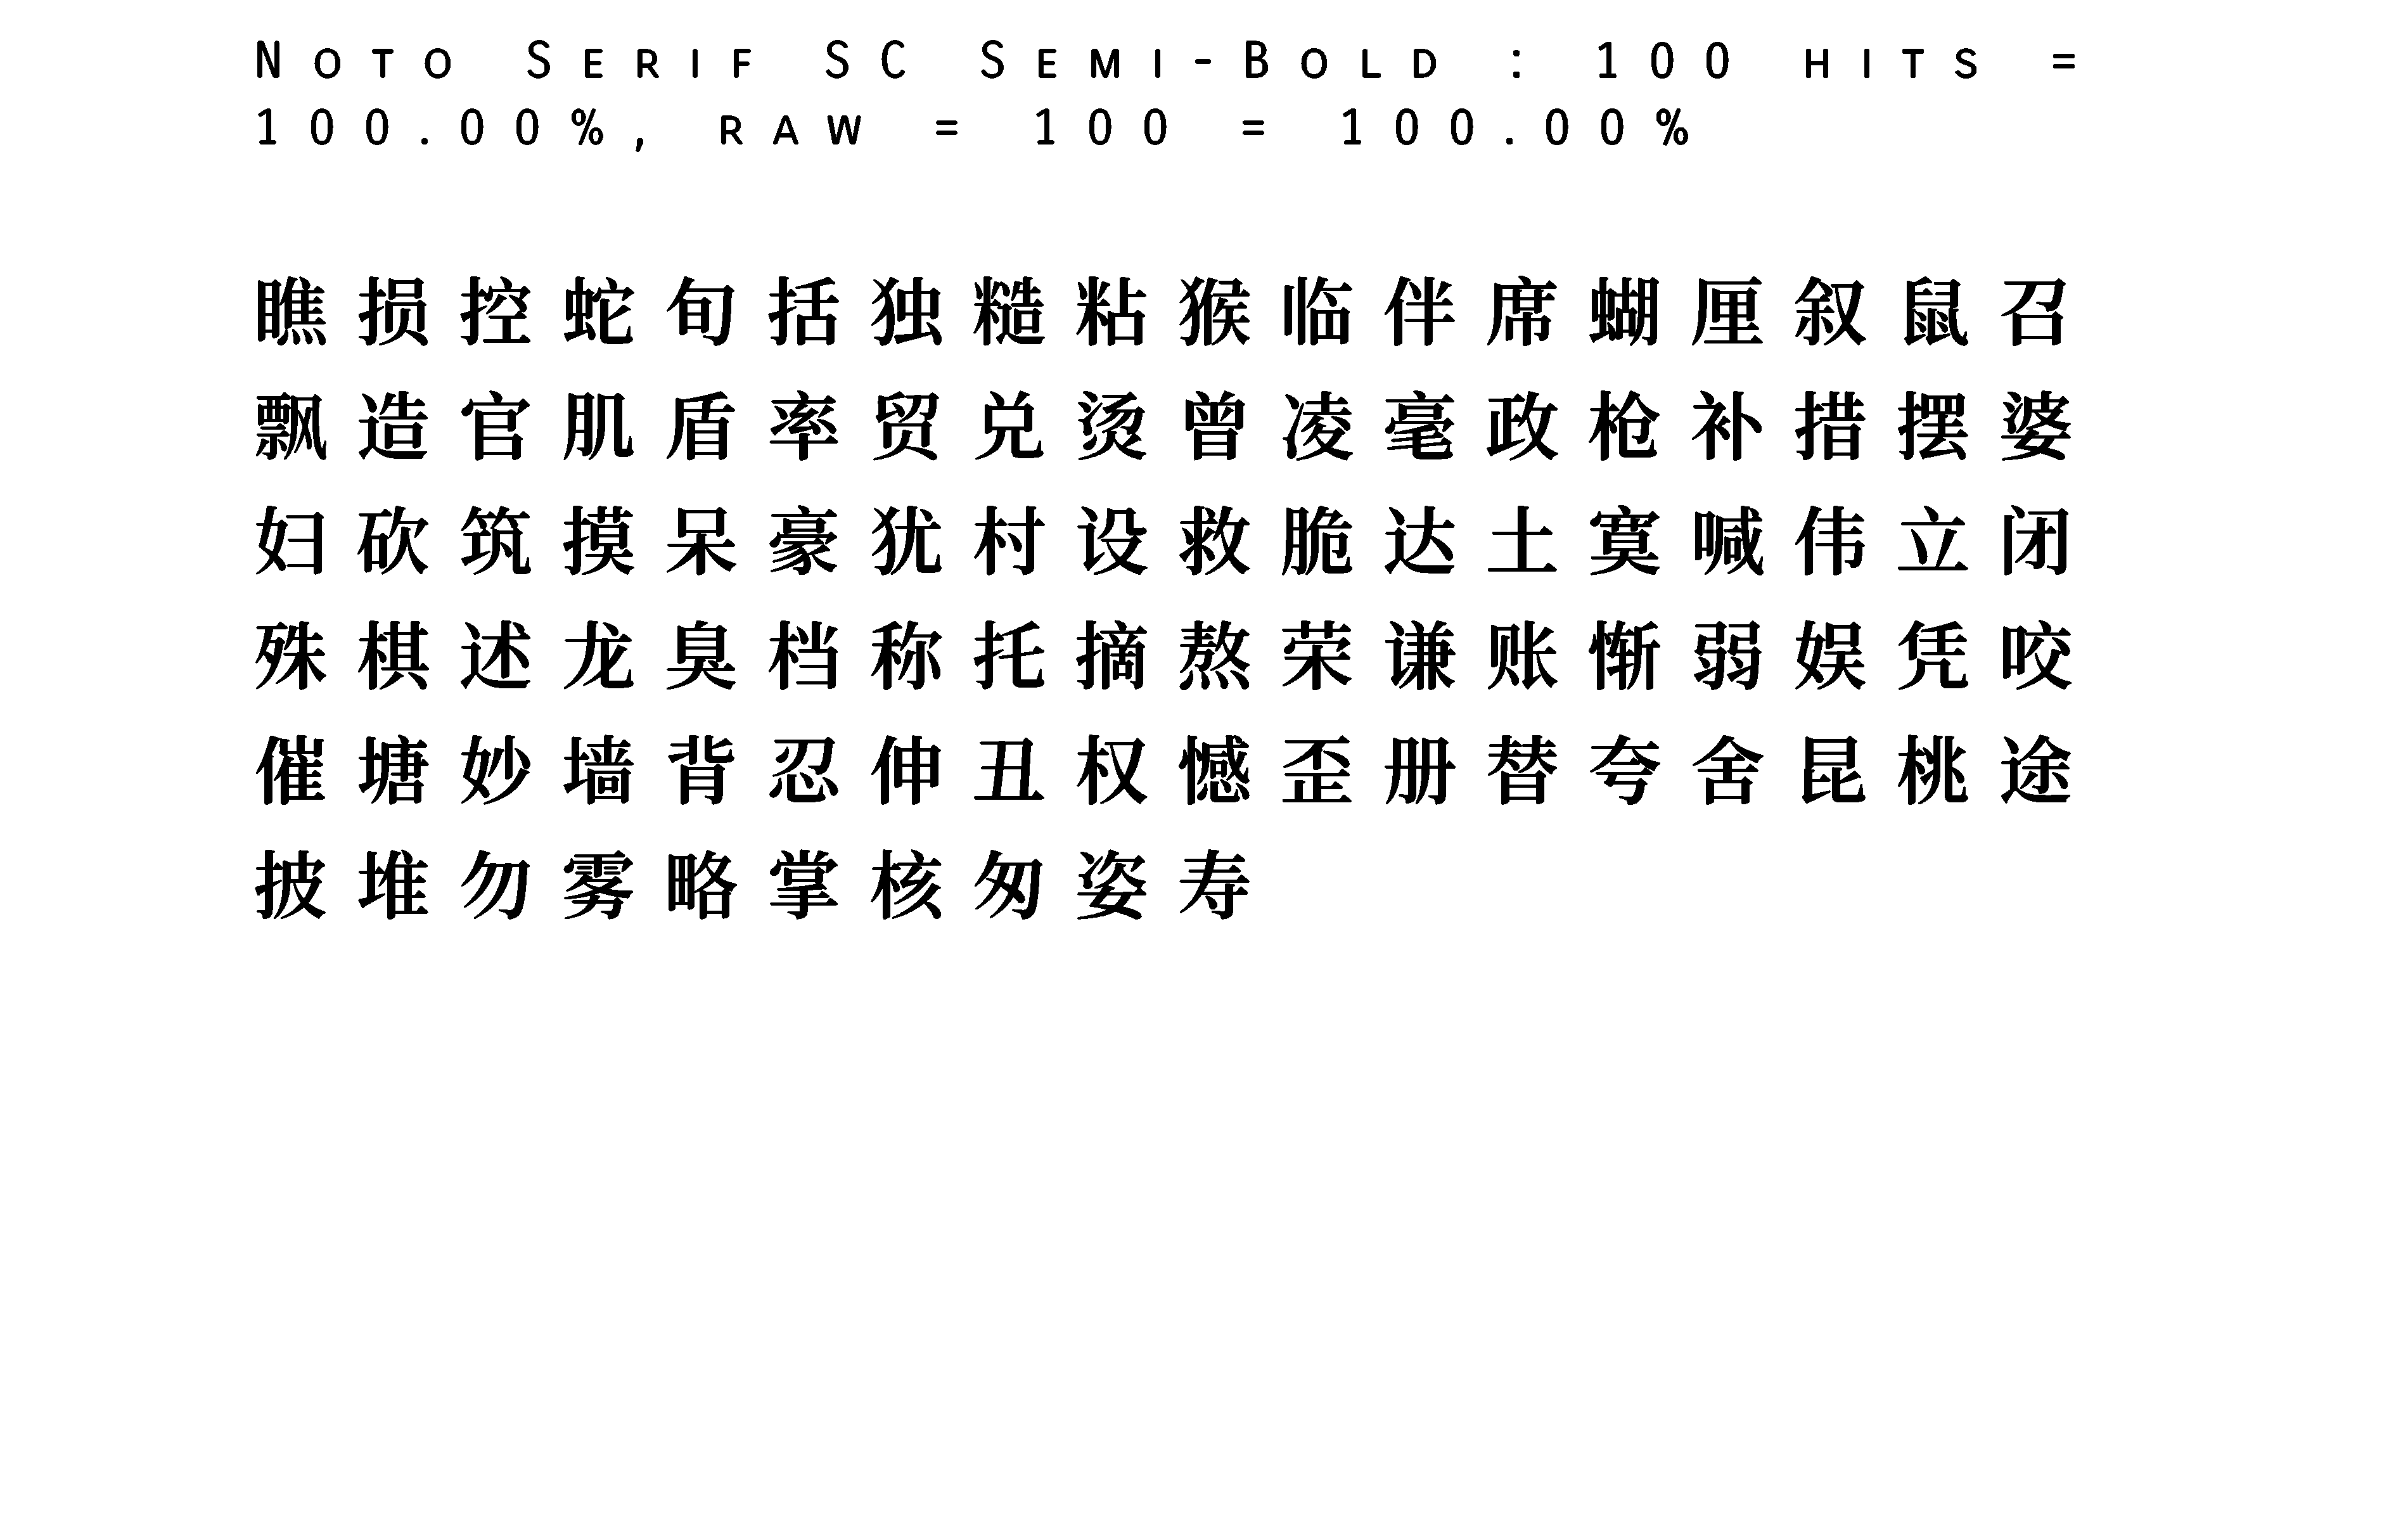 Noto Serif SC Semi-Bold : 100 hits =
100.00%, raw = 100 = 100.00%
瞧损控蛇旬括独糙粘猴临伴席蝴厘叙鼠召
飘造官肌盾率贸兑烫曾凌毫政枪补措摆婆
妇砍筑摸呆豪犹村设救脆达土寞喊伟立闭
殊棋述龙臭档称托摘熬荣谦账惭弱娱凭咬
催塘妙墙背忍伸丑权憾歪册替夸舍昆桃途
披堆勿雾略掌核匆姿寿